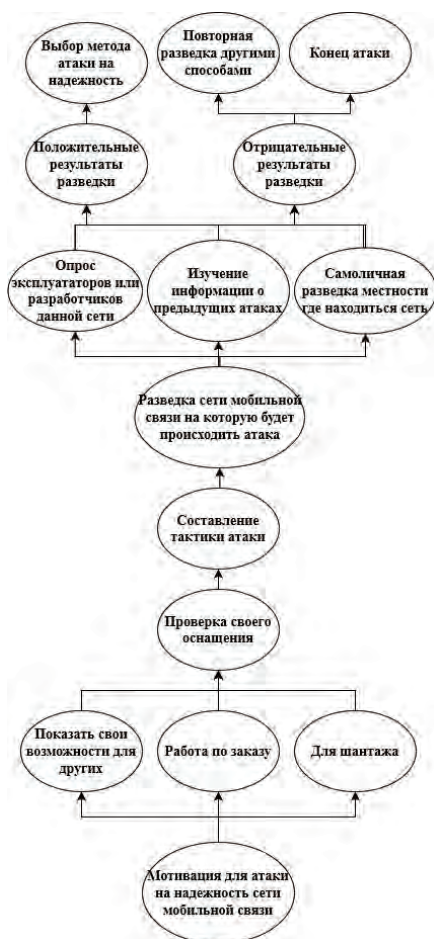 Выбор метода
атаки на
надежность
Повторная
разведка другими
способами
Конец атаки
Положительные
результаты
разведки
Отрицательные
результаты
разведки
Опрос
эксплуататоров или
разработчиков
данной сети
Изучение
информации о
предыдущих атаках
Самоличная
разведка местности
где находиться сеть
Разведка сети мобильной
связи на которую будет
происходить атака
Составление
тактики атаки
Проверка своего
оснащения
Показать свои
возможности для
других
Работа по заказу
Для шантажа
Мотивация для атаки
на надежность сети
мобильной связи